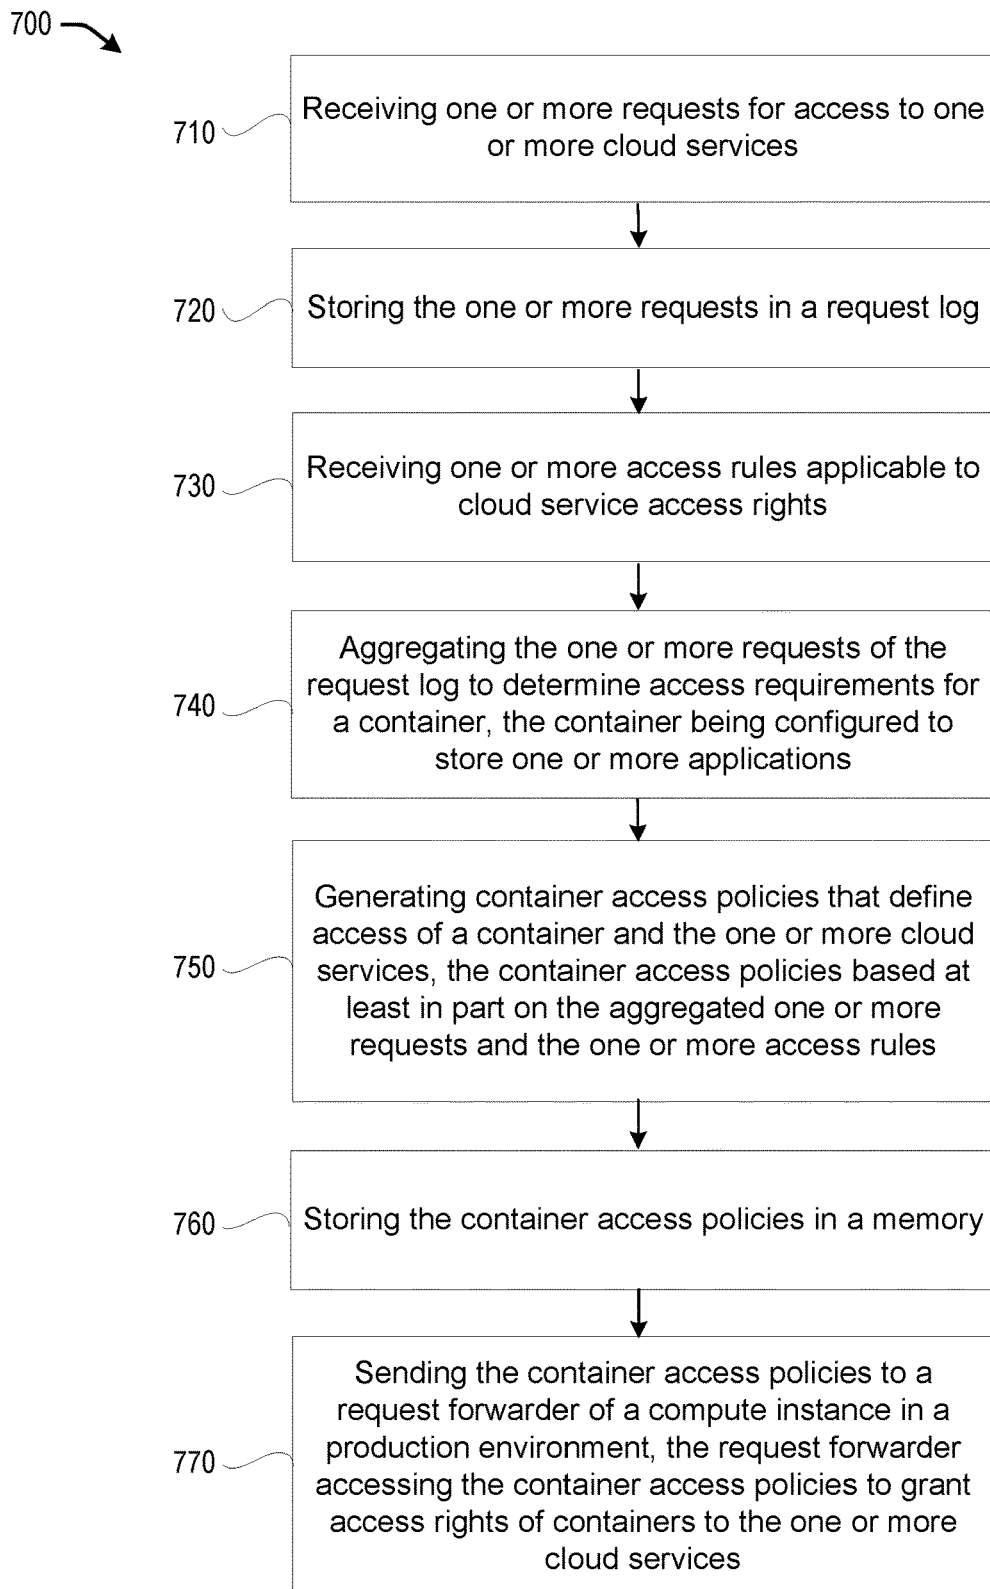 700
710
Receiving one or more requests for access to one
or more cloud services
720
Storing the one or more requests in a request log
730
Receiving one or more access rules applicable to
cloud service access rights
740
Aggregating the one or more requests of the
request log to determine access requirements for
a container, the container being configured to
store one or more applications
750
Generating container access policies that define
access of a container and the one or more cloud
services, the container access policies based at
least in part on the aggregated one or more
requests and the one or more access rules
760
Storing the container access policies in a memory
770
Sending the container access policies to a
request forwarder of a compute instance in a
production environment, the request forwarder
accessing the container access policies to grant
access rights of containers to the one or more
cloud services